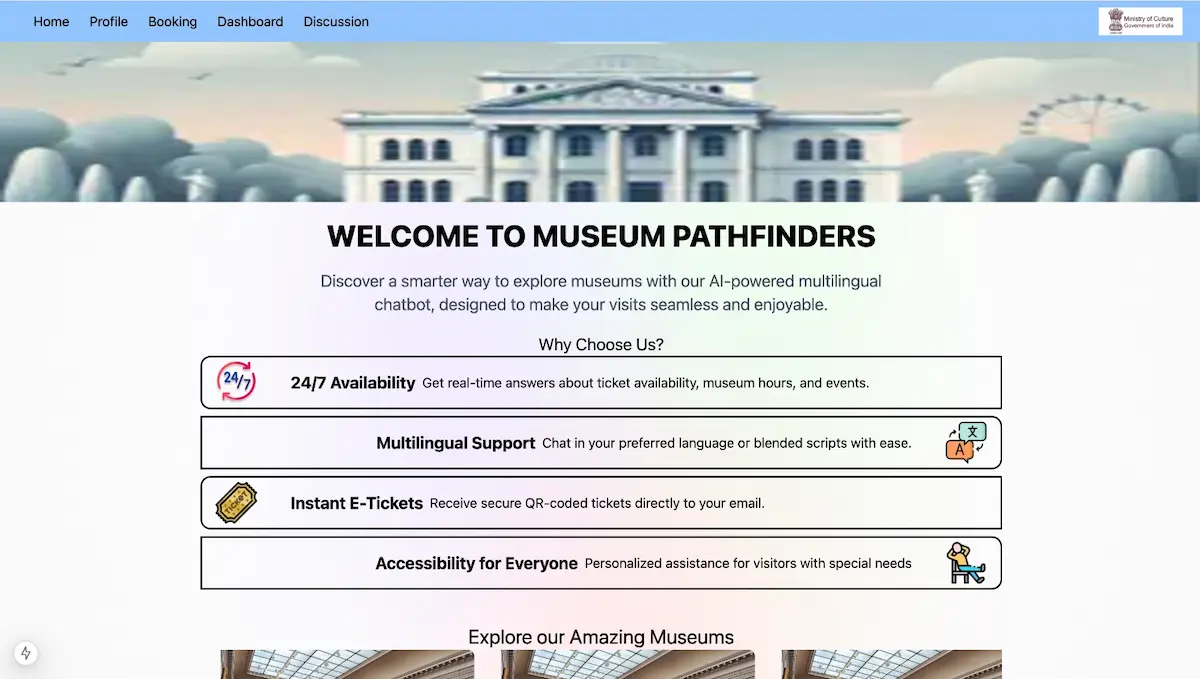 Home Profile Booking Dashboard Discussion
Ministry of Culture
Government of India
WELCOME TO MUSEUM PATHFINDERS
Discover a smarter way to explore museums with our AI-powered multilingual
chatbot, designed to make your visits seamless and enjoyable.
Why Choose Us?
24/7
24/7 Availability Get real-time answers about ticket availability, museum hours, and events.
Multilingual Support Chat in your preferred language or blended scripts with ease.
文
A
TICKET
Instant E-Tickets Receive secure QR-coded tickets directly to your email.
Accessibility for Everyone Personalized assistance for visitors with special needs
Explore our Amazing Museums